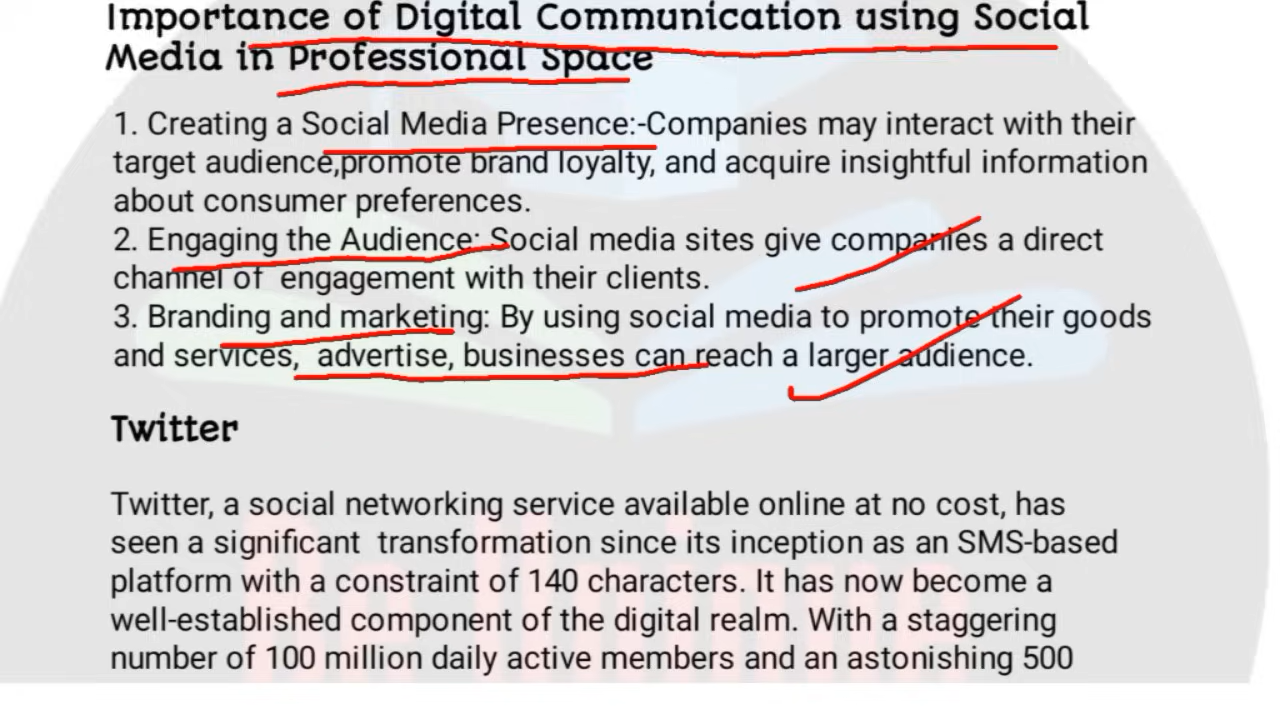 Importance of Digital Communication using Social
Media in Professional Space
1. Creating a Social Media Presence:-Companies may interact with their
target audience,promote brand loyalty, and acquire insightful information
about consumer preferences.
2. Engaging the Audience: Social media sites give companies a direct
channel of  engagement with their clients.
3. Branding and marketing: By using social media to promote their goods
and services,  advertise, businesses can reach a larger audience.
Twitter
Twitter, a social networking service available online at no cost, has
seen a significant  transformation since its inception as an SMS-based
platform with a constraint of 140 characters. It has now become a
well-established component of the digital realm. With a staggering
number of 100 million daily active members and an astonishing 500